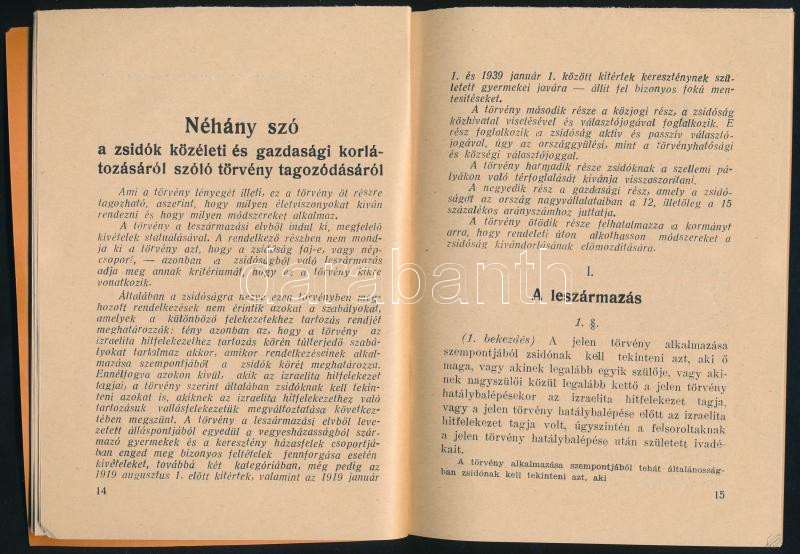 Néhány szó
a zsidók közéleti és gazdasági korlá-
tozásáról szóló törvény tagozódásáról
Ami a törvény lényegét illeti, ez a törvény öt részre
tagozható, aszerint, hogy milyen életviszonyokat kíván
rendezni és hogy milyen módszereket alkalmaz.
A törvény a leszármazási elvből indul ki, megfelelő
kivételek statuálásával. A rendelkező részben nem mond-
ja ki a törvény azt, hogy a zsidóság faj-e, vagy nép-
csoport, — azonban a zsidóságból való leszármazás
adja meg annak kritériumát, hogy ez a törvény kikre
vonatkozik.
Általában a zsidóságra nézve ezen törvényben meg-
hozott rendelkezések nem érintik azokat a szabályokat,
amelyek a különböző felekezetekhez tartozás rendjét
meghatározzák: tény azonban az, hogy a törvény az
izraelita hitfelekezethez tartozás körén túlterjedő szabá-
lyokat tartalmaz akkor, amikor rendelkezéseinek alkal-
mazása szempontjából a zsidók körét meghatározza.
Ennélfogva azokon kívül, akik az izraelita hitfelekezet
tagjai, a törvény szerint általában zsidóknak kell tekin-
teni azokat is, akiknek az izraelita hitfelekezethez való
tartozásuk vallásfelekezetük megváltoztatása következ-
tében megszünt. A törvény a leszármazási elvből leve-
zetett álláspontjából egyedül a vegyesházasságból szár-
mazó gyermekek és a keresztény házasfelek csoportjá-
ban enged meg bizonyos feltételek fennforgása esetén
kivételeket, továbbá két kategóriában, még pedig az
1919 augusztus 1. előtt kitértek, valamint az 1919 január
14
1. és 1939 január 1. között kitértek kereszténynek szü-
letett gyermekei javára — állít fel bizonyos fokú men-
tesítéseket.
A törvény második része a közjogi rész, a zsidóság
közhivatal viselésével és választójogával foglalkozik. E
rész foglalkozik a zsidóság aktív és passzív választó-
jogával, úgy az országgyűlési, mint a törvényhatósági
és községi választójoggal.
A törvény harmadik része zsidóknak a szellemi pá-
lyákon való térfoglalását kívánja visszaszorítani.
A negyedik rész a gazdasági rész, amely a zsidó-
ságot az ország nagyvállalataiban a 12, illetőleg a 15
százalékos arányszámhoz juttatja.
A törvény ötödik része felhatalmazza a kormányt
arra, hogy rendeleti úton alkothasson módszereket a
zsidóság kivándorlásának előmozdítására.
I.
A leszármazás
1. §.
(1. bekezdés) A jelen törvény alkalmazása
szempontjából zsidónak kell tekinteni azt, aki ő
maga, vagy akinek legalább egyik szülője, vagy aki-
nek nagyszülői közül legalább kettő a jelen törvény
hatálybalépésekor az izraelita hitfelekezet tagja,
vagy a jelen törvény hatálybalépése előtt az izraelita
hitfelekezet tagja volt, úgyszintén a felsoroltaknak
a jelen törvény hatálybalépése után született ivadé-
kait.
A törvény alkalmazása szempontjából tehát általánosság-
ban zsidónak kell tekinteni azt, aki
15
darabanth